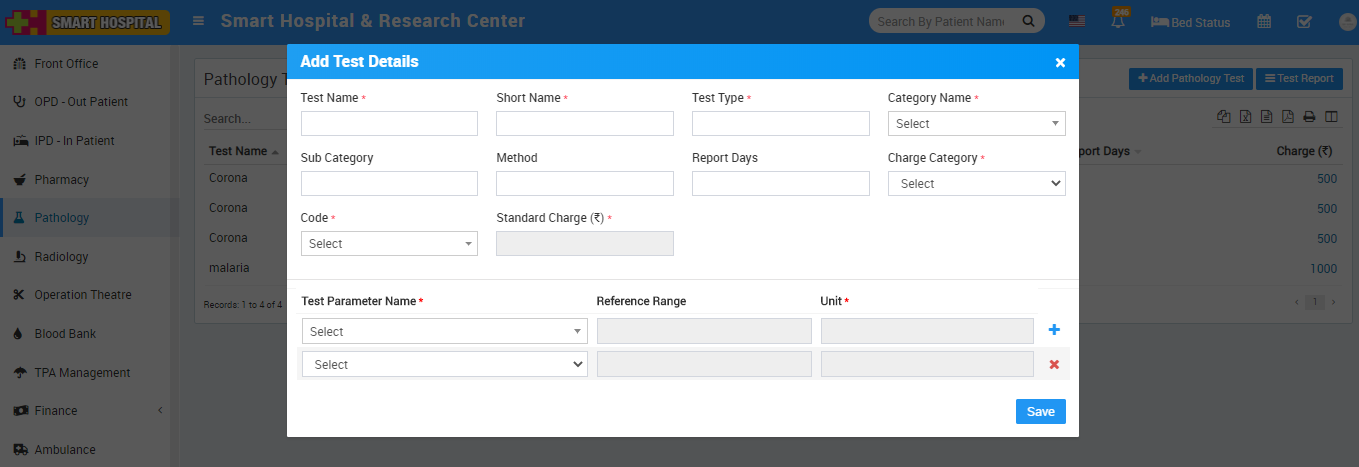 SMART HOSPITAL
Smart Hospital & Research Center
Search By Patient Name
245
Bed Status
Front Office
OPD - Out Patient
IPD - In Patient
Pharmacy
Pathology
Radiology
Operation Theatre
Blood Bank
TPA Management
Finance
Ambulance
Pathology T
Add Pathology Test
Test Report
Search...
Test Name
port Days
Charge (₹)
Corona
500
Corona
500
Corona
500
malaria
1000
Records: 1 to 4 of 4
1
Add Test Details
Test Name *
Short Name *
Test Type *
Category Name *
Select
Sub Category
Method
Report Days
Charge Category *
Select
Code *
Standard Charge (₹) *
Select
Test Parameter Name *
Reference Range
Unit *
Select
Select
Save